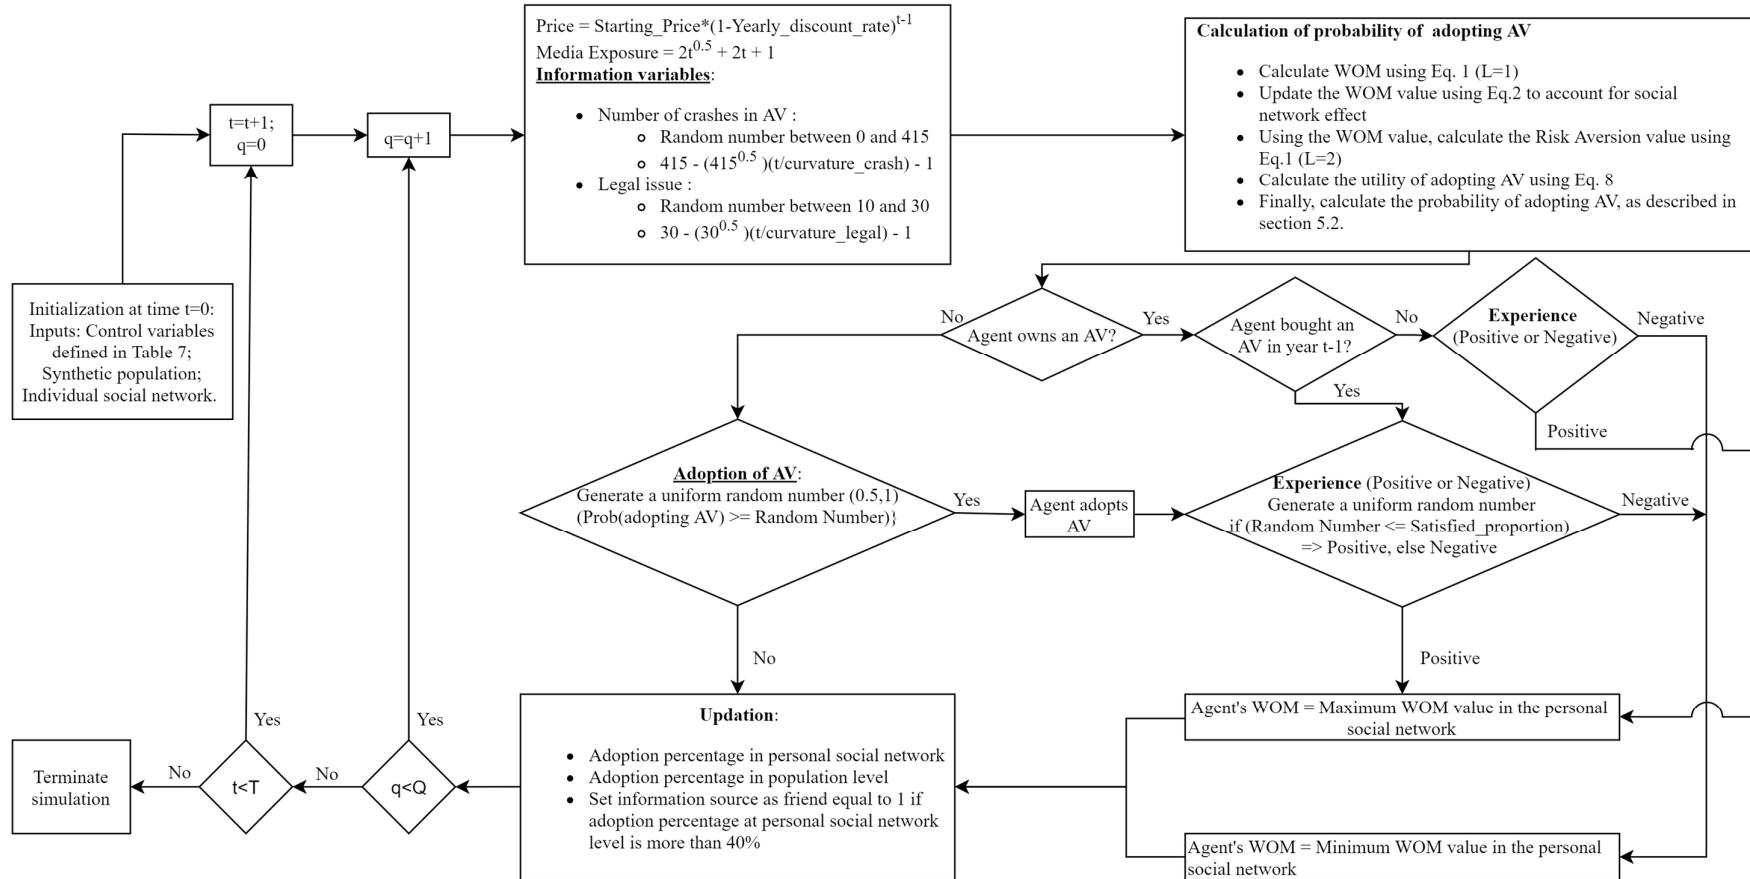 Price = Starting_Price*(1-Yearly_discount_rate)^t-1
Media Exposure = 2t^0.5 + 2t + 1
Information variables:
• Number of crashes in AV :
o Random number between 0 and 415
o 415 - (415^0.5 )(t/curvature_crash) - 1
• Legal issue :
o Random number between 10 and 30
o 30 - (30^0.5 )(t/curvature_legal) - 1
Calculation of probability of adopting AV
• Calculate WOM using Eq. 1 (L=1)
• Update the WOM value using Eq.2 to account for social
network effect
• Using the WOM value, calculate the Risk Aversion value using
Eq.1 (L=2)
• Calculate the utility of adopting AV using Eq. 8
• Finally, calculate the probability of adopting AV, as described in
section 5.2.
t=t+1;
q=0
q=q+1
Initialization at time t=0:
Inputs: Control variables
defined in Table 7;
Synthetic population;
Individual social network.
No
Agent owns an AV?
Yes
Agent bought an
AV in year t-1?
No
Experience
(Positive or Negative)
Negative
Yes
Positive
Adoption of AV:
Generate a uniform random number (0.5,1)
(Prob(adopting AV) >= Random Number)}
Yes
Agent adopts
AV
Experience (Positive or Negative)
Generate a uniform random number
if (Random Number <= Satisfied_proportion)
=> Positive, else Negative
Negative
No
Positive
Updation:
• Adoption percentage in personal social network
• Adoption percentage in population level
• Set information source as friend equal to 1 if
adoption percentage at personal social network
level is more than 40%
Agent's WOM = Maximum WOM value in the personal
social network
Agent's WOM = Minimum WOM value in the personal
social network
Yes
Yes
Terminate
simulation
No
t<T
No
q<Q